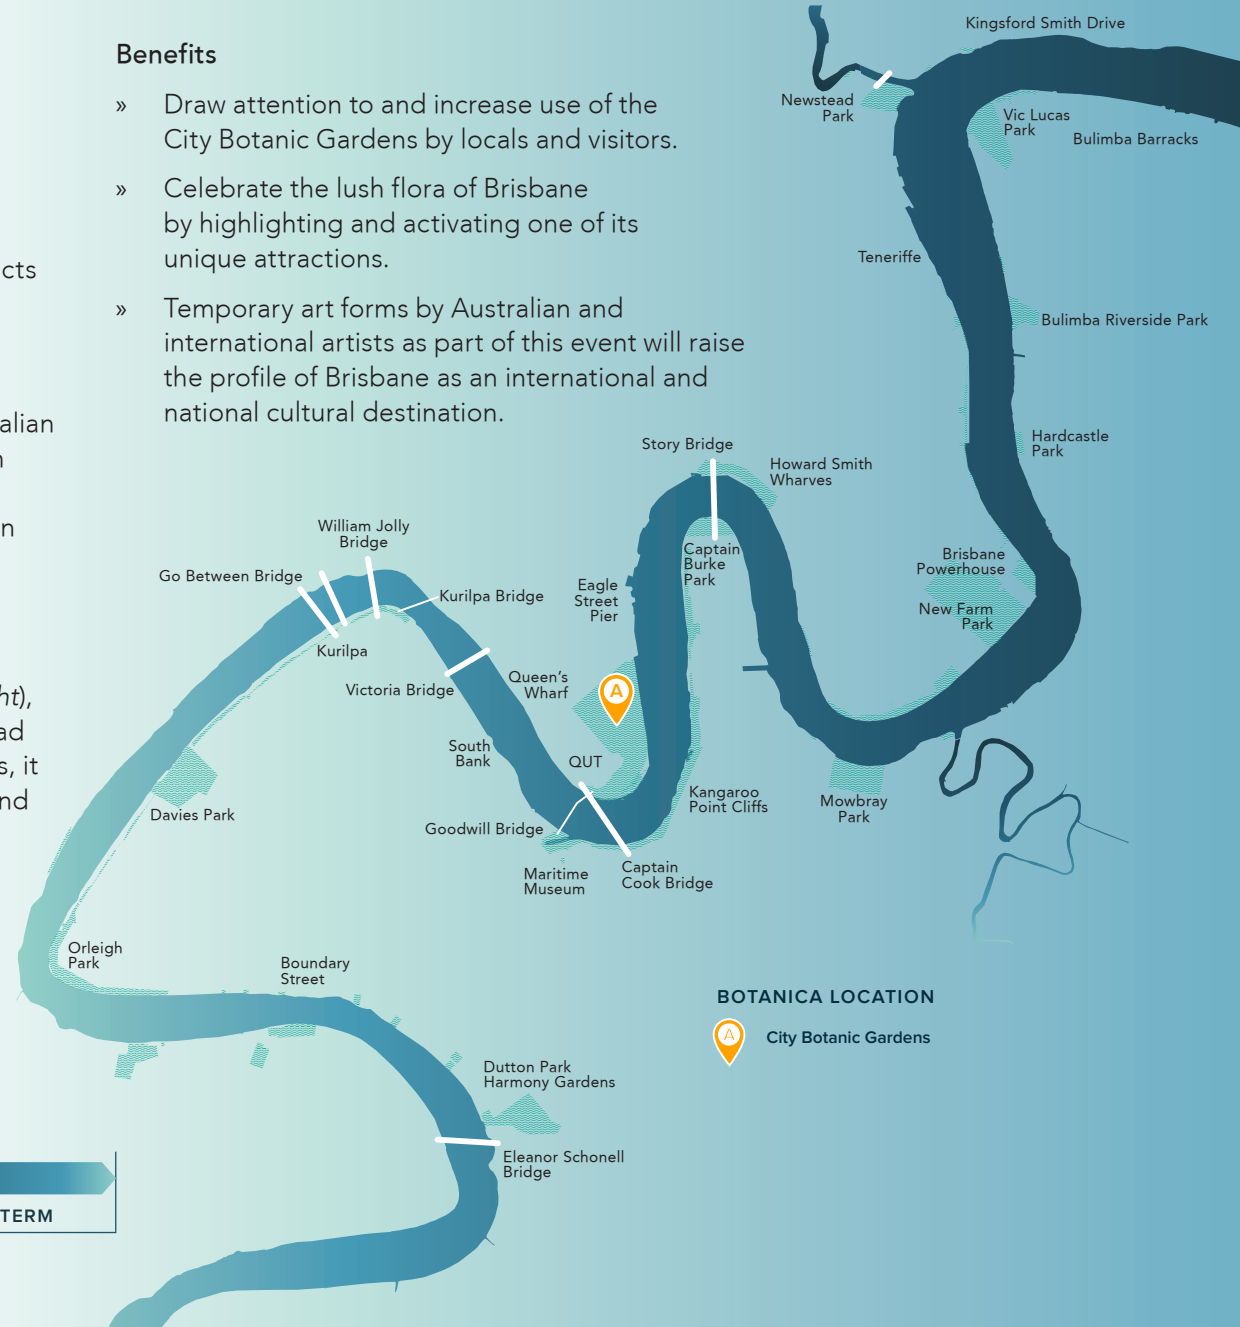 Benefits
» Draw attention to and increase use of the
City Botanic Gardens by locals and visitors.
» Celebrate the lush flora of Brisbane
by highlighting and activating one of its
unique attractions.
» Temporary art forms by Australian and
international artists as part of this event will raise
the profile of Brisbane as an international and
national cultural destination.
cts
alian
n
n
ht),
ad
s, it
nd
TERM
Kingsford Smith Drive
Newstead
Park
Vic Lucas
Park
Bulimba Barracks
Teneriffe
Bulimba Riverside Park
Hardcastle
Park
Story Bridge
Howard Smith
Wharves
William Jolly
Bridge
Go Between Bridge
Kurilpa Bridge
Kurilpa
Victoria Bridge
Captain
Burke
Park
Eagle
Street
Pier
Brisbane
Powerhouse
New Farm
Park
Queen's
Wharf
A
South
Bank
QUT
Davies Park
Goodwill Bridge
Kangaroo
Point Cliffs
Mowbray
Park
Maritime
Museum
Captain
Cook Bridge
Orleigh
Park
Boundary
Street
Dutton Park
Harmony Gardens
Eleanor Schonell
Bridge
BOTANICA LOCATION
A City Botanic Gardens